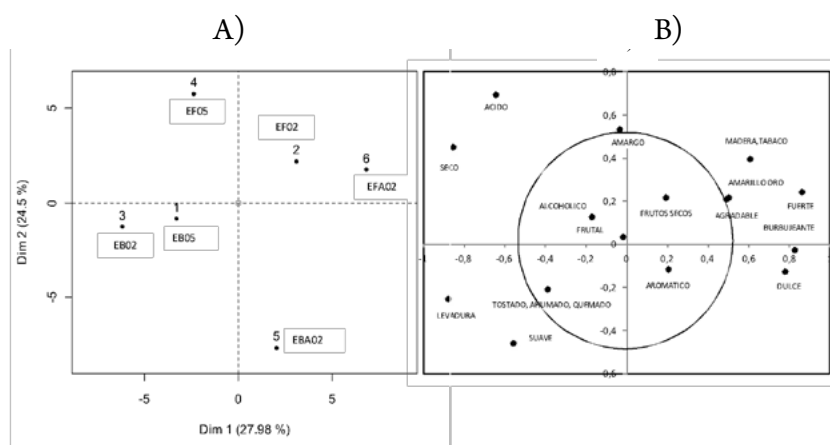 A)
B)
4
EF05
EF02
2
6
EFA02
3
1
EB02
EB05
5
EBA02
5
0
-5
-5
0
5
Dim 2 (24.5 %)
Dim 1 (27.98 %)
0,8
0,6
0,4
0,2
0
-1
-0,8
-0,6
-0,4
-0,2
0
0,2
0,4
0,6
0,8
1
-0,2
-0,4
-0,6
ACIDO
AMARGO
SECO
MADERA,TABACO
AMARILLO ORO
ALCOHOLICO
FRUTOS SECOS
AGRADABLE
FUERTE
FRUTAL
BURBUJEANTE
AROMATICO
DULCE
LEVADURA
TOSTADO, AHUMADO, QUEMADO
SUAVE